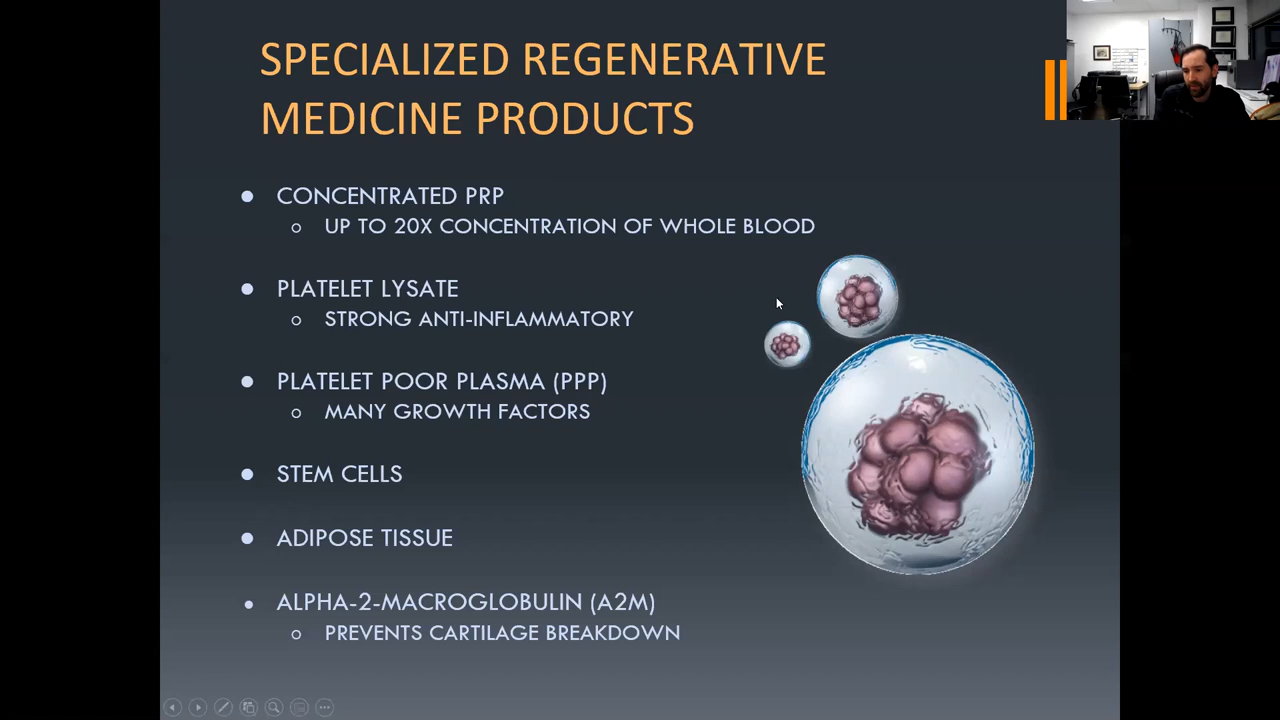 SPECIALIZED REGENERATIVE
MEDICINE PRODUCTS
CONCENTRATED PRP
UP TO 20X CONCENTRATION OF WHOLE BLOOD
PLATELET LYSATE
STRONG ANTI-INFLAMMATORY
PLATELET POOR PLASMA (PPP)
MANY GROWTH FACTORS
STEM CELLS
ADIPOSE TISSUE
ALPHA-2-MACROGLOBULIN (A2M)
PREVENTS CARTILAGE BREAKDOWN